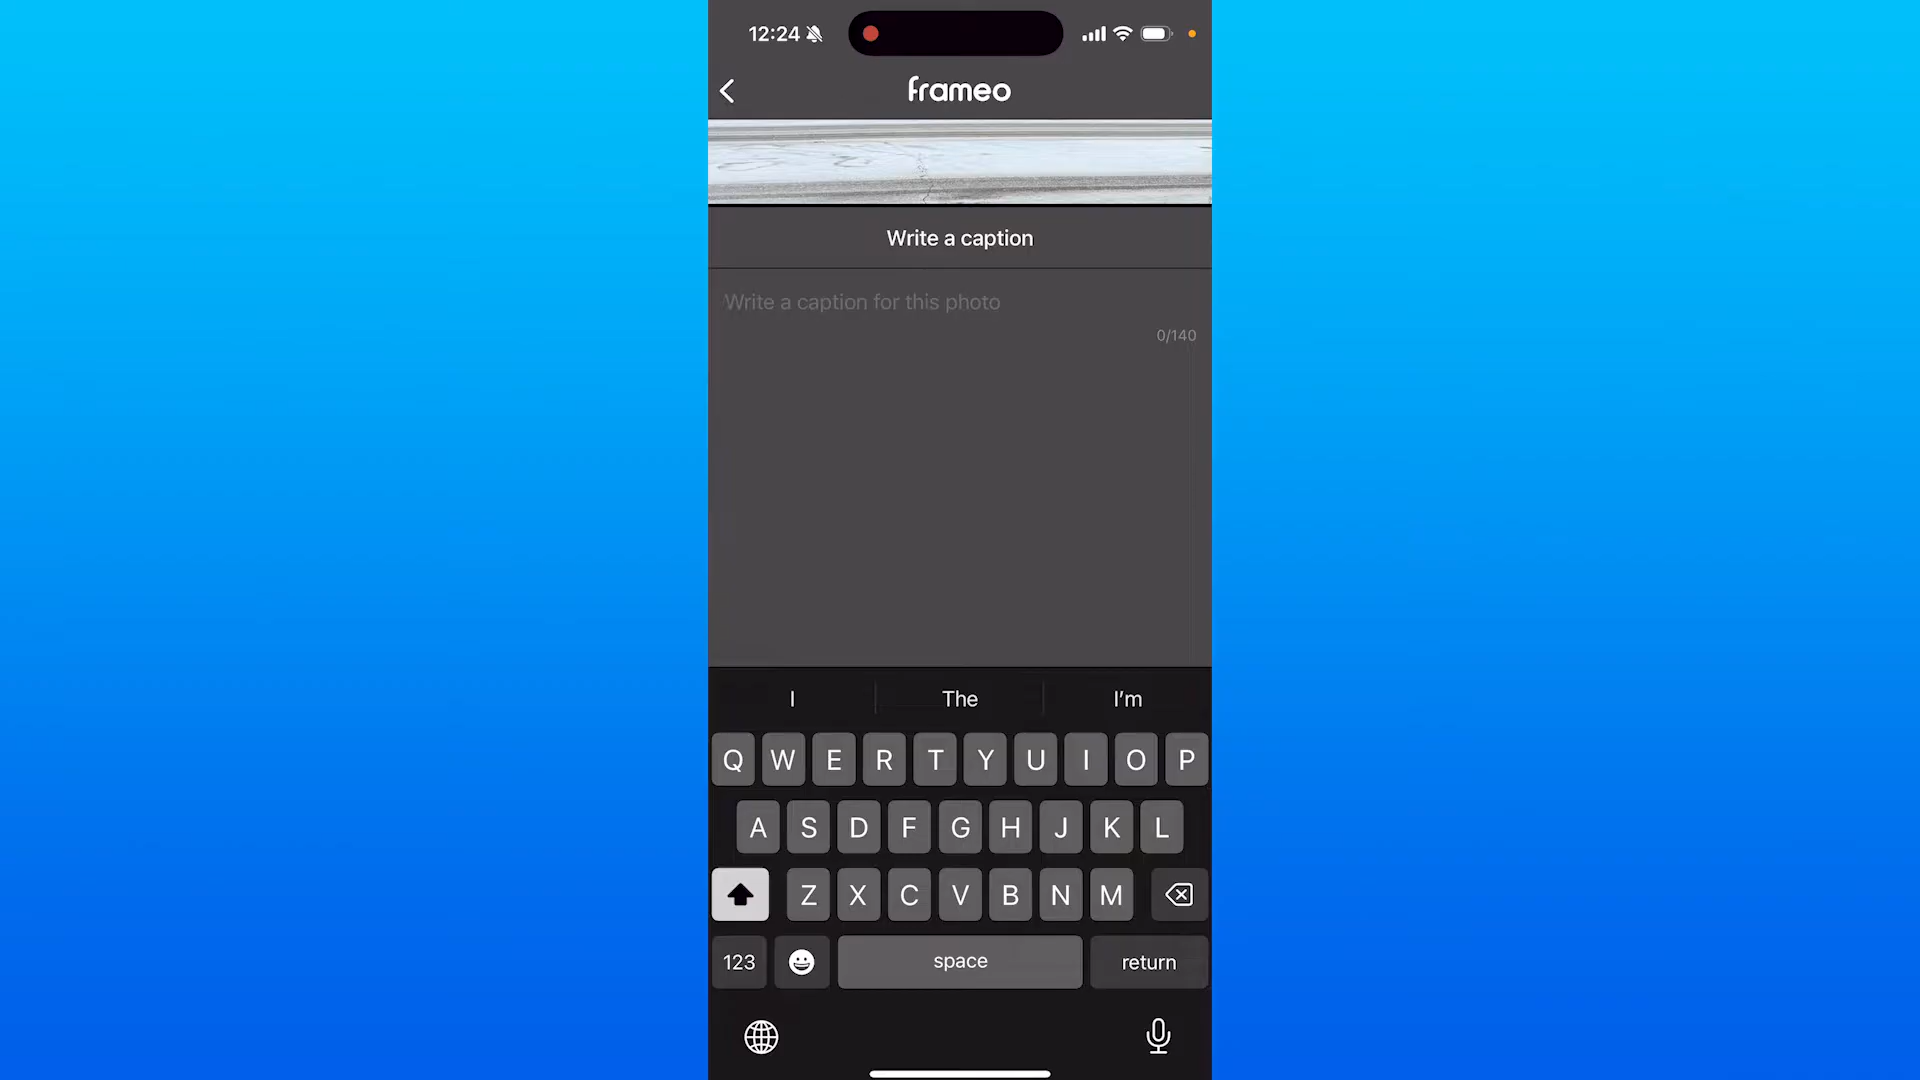 12:24
frameo
Write a caption
Write a caption for this photo
0/140
I The I'm
Q W E R T Y U I O P
A S D F G H J K L
Z X C V B N M
123 space return